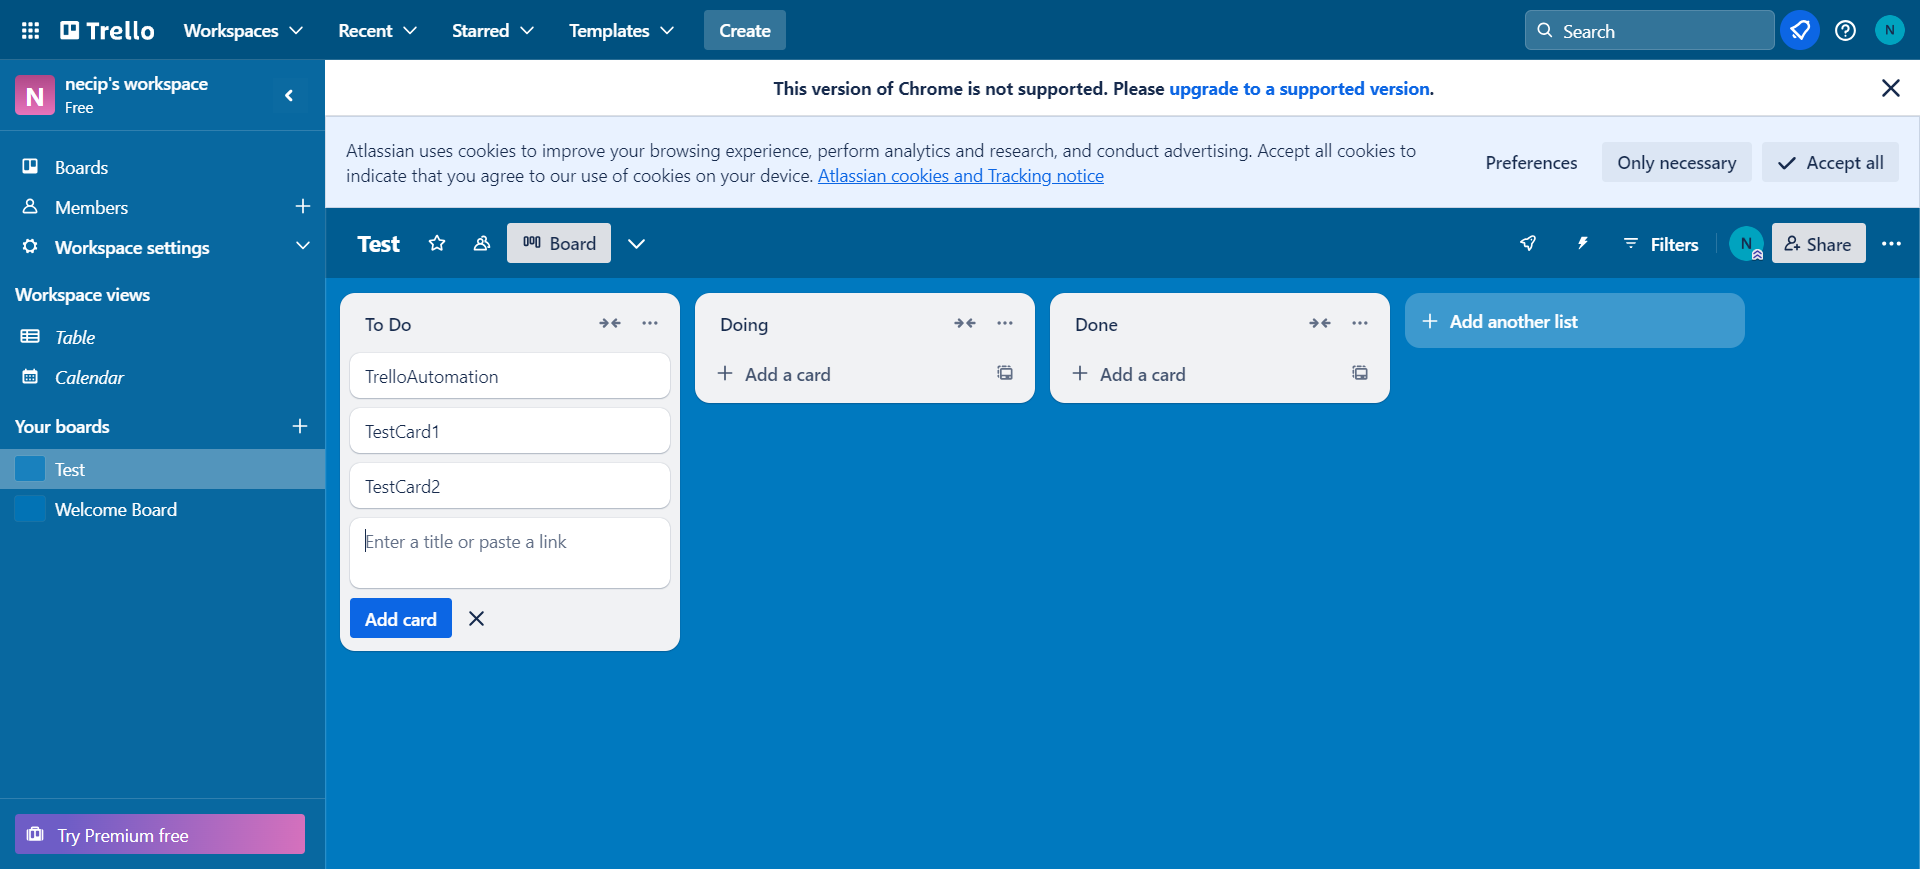 Trello
Workspaces
Recent
Starred
Templates
Create
Search
N
N
necip's workspace
Free
Boards
Members
Workspace settings
Workspace views
Table
Calendar
Your boards
Test
Welcome Board
Try Premium free
This version of Chrome is not supported. Please upgrade to a supported version.
Atlassian uses cookies to improve your browsing experience, perform analytics and research, and conduct advertising. Accept all cookies to
indicate that you agree to our use of cookies on your device. Atlassian cookies and Tracking notice
Preferences
Only necessary
Accept all
Test
Board
Filters
N
Share
To Do
TrelloAutomation
TestCard1
TestCard2
Enter a title or paste a link
Add card
Doing
Add a card
Done
Add a card
Add another list